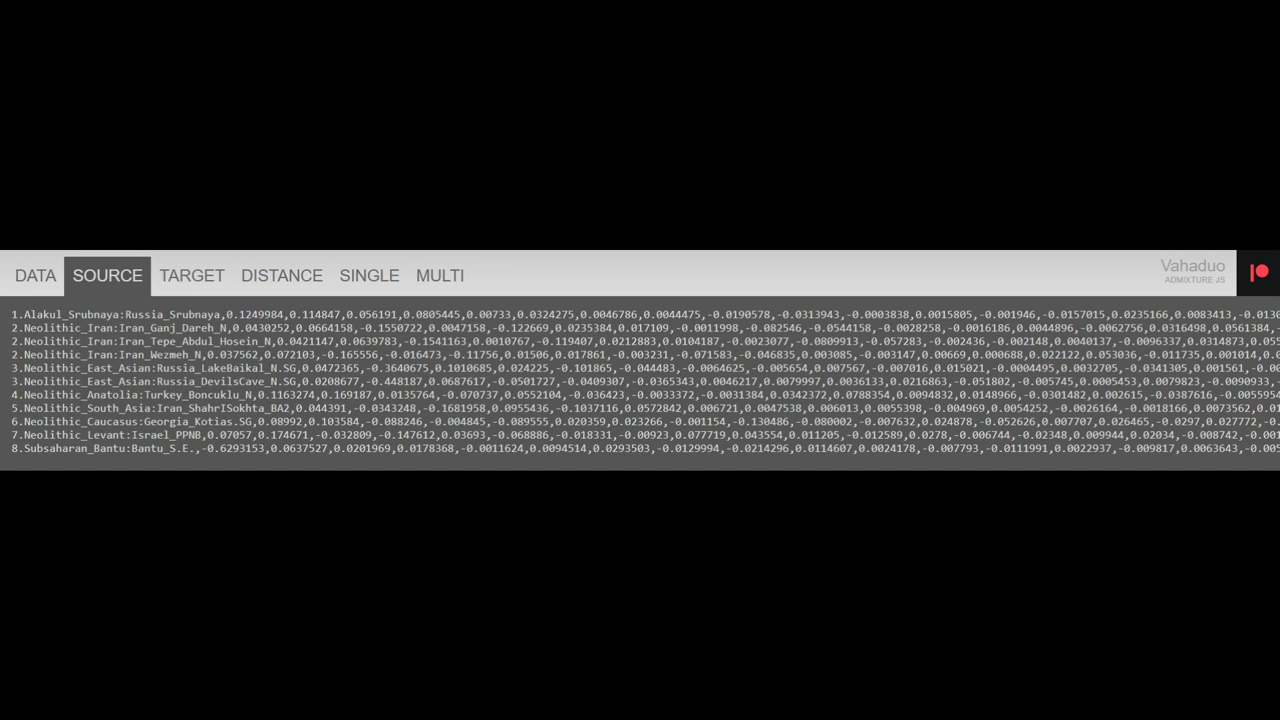 DATA SOURCE TARGET DISTANCE SINGLE MULTI Vahaduo
ADMIXTURE JS
1.Alakul_Srubnaya:Russia_Srubnaya,0.1249984,0.114847,0.056191,0.0805445,0.00733,0.0324275,0.0046786,0.0044475,-0.0190578,-0.0313943,-0.0003838,0.0015805,-0.001946,-0.0157015,0.0235166,0.0083413,-0.0130
2.Neolithic_Iran:Iran_Ganj_Dareh_N,0.0430252,0.0664158,-0.1550722,0.0047158,-0.122669,0.0235384,0.017109,-0.0011998,-0.082546,-0.0544158,-0.0028258,-0.0016186,0.0044896,-0.0062756,0.0316498,0.0561384,
2.Neolithic_Iran:Iran_Tepe_Abdul_Hosein_N,0.0421147,0.0639783,-0.1541163,0.0010767,-0.119407,0.0212883,0.0104187,-0.0023077,-0.0809913,-0.057283,-0.002436,-0.002148,0.0040137,-0.0096337,0.0314873,0.055
2.Neolithic_Iran:Iran_Wezmeh_N,0.037562,0.072103,-0.165556,-0.016473,-0.11756,0.01506,0.017861,-0.003231,-0.071583,-0.046835,0.003085,-0.003147,0.00669,0.000688,0.022122,0.053036,-0.011735,0.001014,0.0
3.Neolithic_East_Asian:Russia_LakeBaikal_N.SG,0.0472365,-0.3640675,0.1010685,0.024225,-0.101865,-0.044483,-0.0064625,-0.005654,0.007567,-0.007016,0.015021,-0.0004495,0.0032705,-0.0341305,0.001561,-0.00
3.Neolithic_East_Asian:Russia_DevilsCave_N.SG,0.0208677,-0.448187,0.0687617,-0.0501727,-0.0409307,-0.0365343,0.0046217,0.0079997,0.0036133,0.0216863,-0.051802,-0.005745,0.0005453,0.0079823,-0.0090933,
4.Neolithic_Anatolia:Turkey_Boncuklu_N,0.1163274,0.169187,0.0135764,-0.070737,0.0552104,-0.036423,-0.0033372,-0.0031384,0.0342372,0.0788354,0.0094832,0.0148966,-0.0301482,0.002615,-0.0387616,-0.0055954
5.Neolithic_South_Asia:Iran_ShahrISokhta_BA2,0.044391,-0.0343248,-0.1681958,0.0955436,-0.1037116,0.0572842,0.006721,0.0047538,0.006013,0.0055398,-0.004969,0.0054252,-0.0026164,-0.0018166,0.0073562,0.01
6.Neolithic_Caucasus:Georgia_Kotias.SG,0.08992,0.103584,-0.088246,-0.004845,-0.089555,0.020359,0.023266,-0.001154,-0.130486,-0.080002,-0.007632,0.024878,-0.052626,0.007707,0.026465,-0.0297,0.027772,-0.
7.Neolithic_Levant:Israel_PPNB,0.07057,0.174671,-0.032809,-0.147612,0.03693,-0.068886,-0.018331,-0.00923,0.077719,0.043554,0.011205,-0.012589,0.0278,-0.006744,-0.02348,0.009944,0.02034,-0.008742,-0.001
8.Subsaharan_Bantu:Bantu_S.E.,-0.6293153,0.0637527,0.0201969,0.0178368,-0.0011624,0.0094514,0.0293503,-0.0129994,-0.0214296,0.0114607,0.0024178,-0.007793,-0.0111991,0.0022937,-0.009817,0.0063643,-0.005